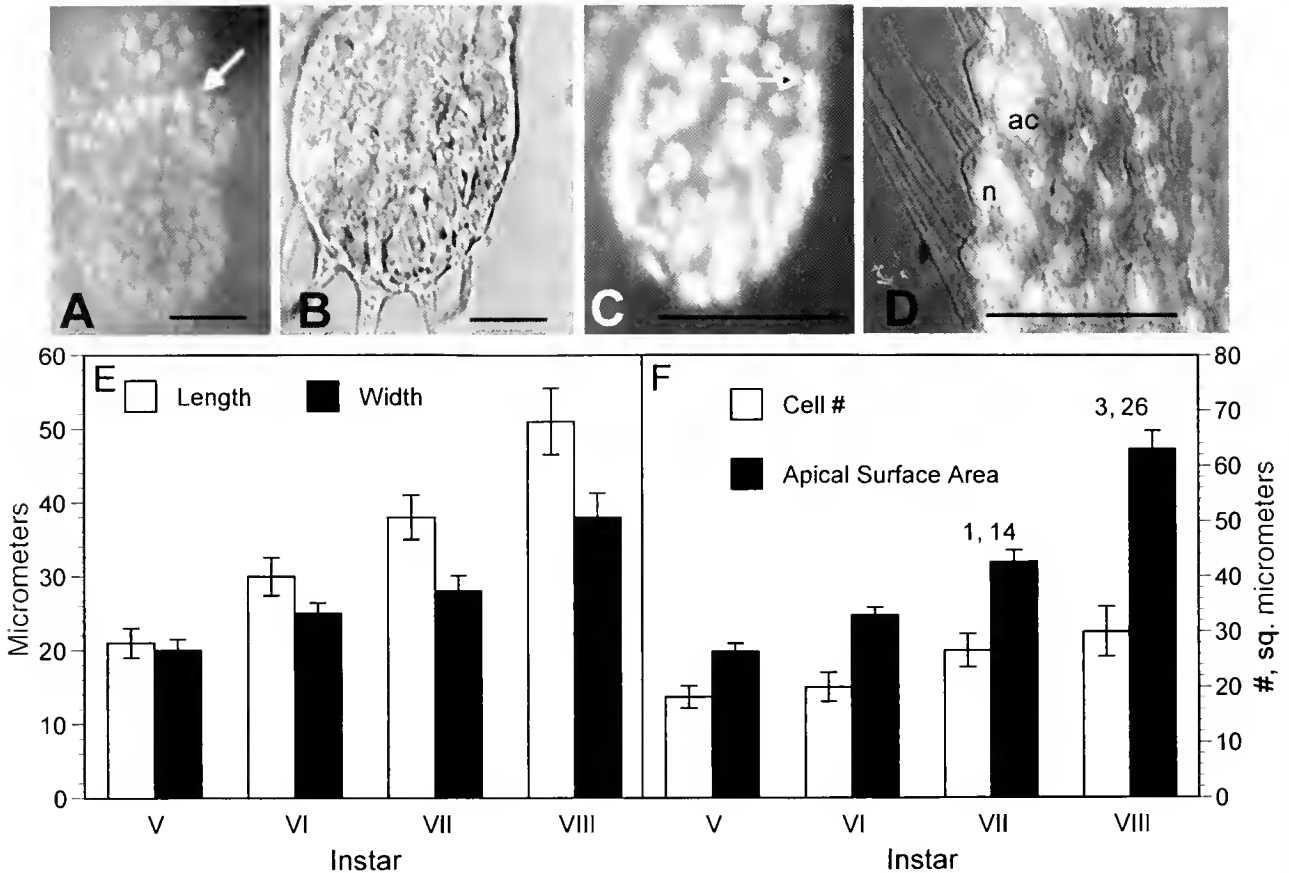 A
B
C
D
ac
n
E
Length
Width
Micrometers
60
50
40
30
20
10
0
V
VI
VII
VIII
Instar
F
Cell #
Apical Surface Area
1, 14
3, 26
80
70
60
50
40
30
20
10
0
#, sq. micrometers
V
VI
VII
VIII
Instar